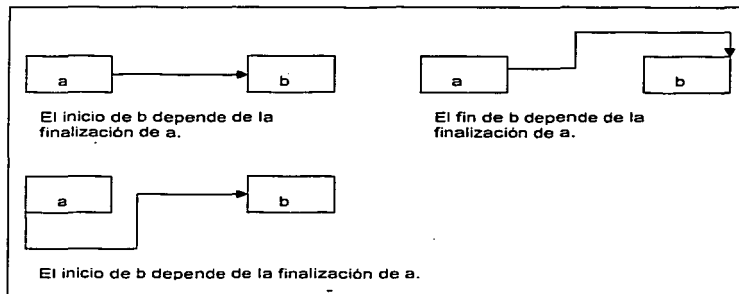 a
b
El inicio de b depende de la
finalización de a.
a
b
El fin de b depende de la
finalización de a.
a
b
El inicio de b depende de la finalización de a.